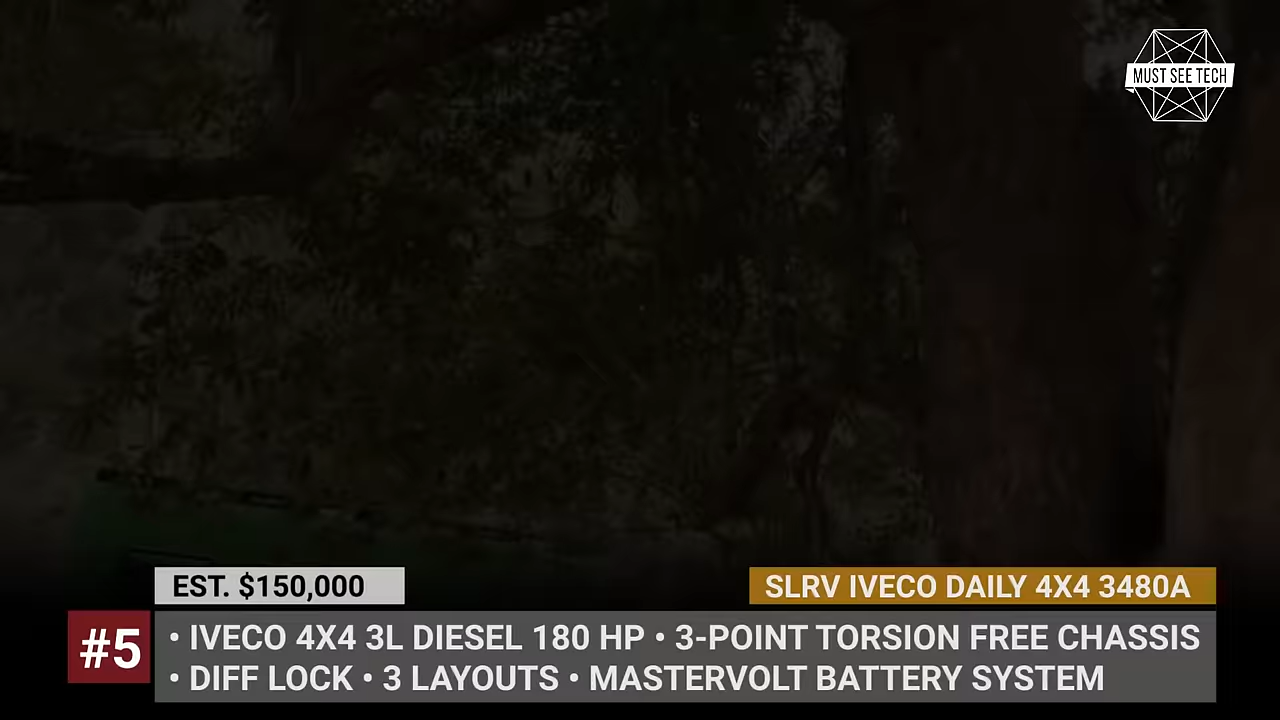 MUST SEE TECH
EST. $150,000
SLRV IVECO DAILY 4X4 3480A
#5
• IVECO 4X4 3L DIESEL 180 HP • 3-POINT TORSION FREE CHASSIS
• DIFF LOCK • 3 LAYOUTS • MASTERVOLT BATTERY SYSTEM